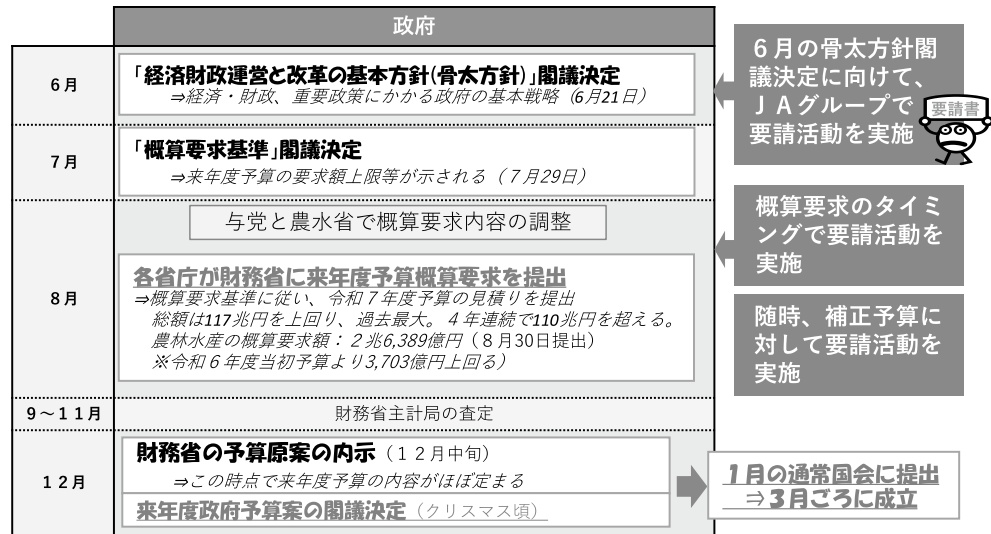 政府
6月
「経済財政運営と改革の基本方針(骨太方針)」閣議決定
⇒経済・財政、重要政策にかかる政府の基本戦略（6月21日）
7月
「概算要求基準」閣議決定
⇒来年度予算の要求額上限等が示される（７月29日）
8月
与党と農水省で概算要求内容の調整
各省庁が財務省に来年度予算概算要求を提出
⇒概算要求基準に従い、令和７年度予算の見積りを提出
総額は117兆円を上回り、過去最大。４年連続で110兆円を超える。
農林水産の概算要求額：２兆6,389億円（８月30日提出）
※令和６年度当初予算より3,703億円上回る）
9～１１月
財務省主計局の査定
１２月
財務省の予算原案の内示（１２月中旬）
⇒この時点で来年度予算の内容がほぼ定まる
来年度政府予算案の閣議決定（クリスマス頃）
６月の骨太方針閣
議決定に向けて、
ＪＡグループで
要請活動を実施
要請書
概算要求のタイミ
ングで要請活動を
実施
随時、補正予算に
対して要請活動を
実施
１月の通常国会に提出
⇒３月ごろに成立